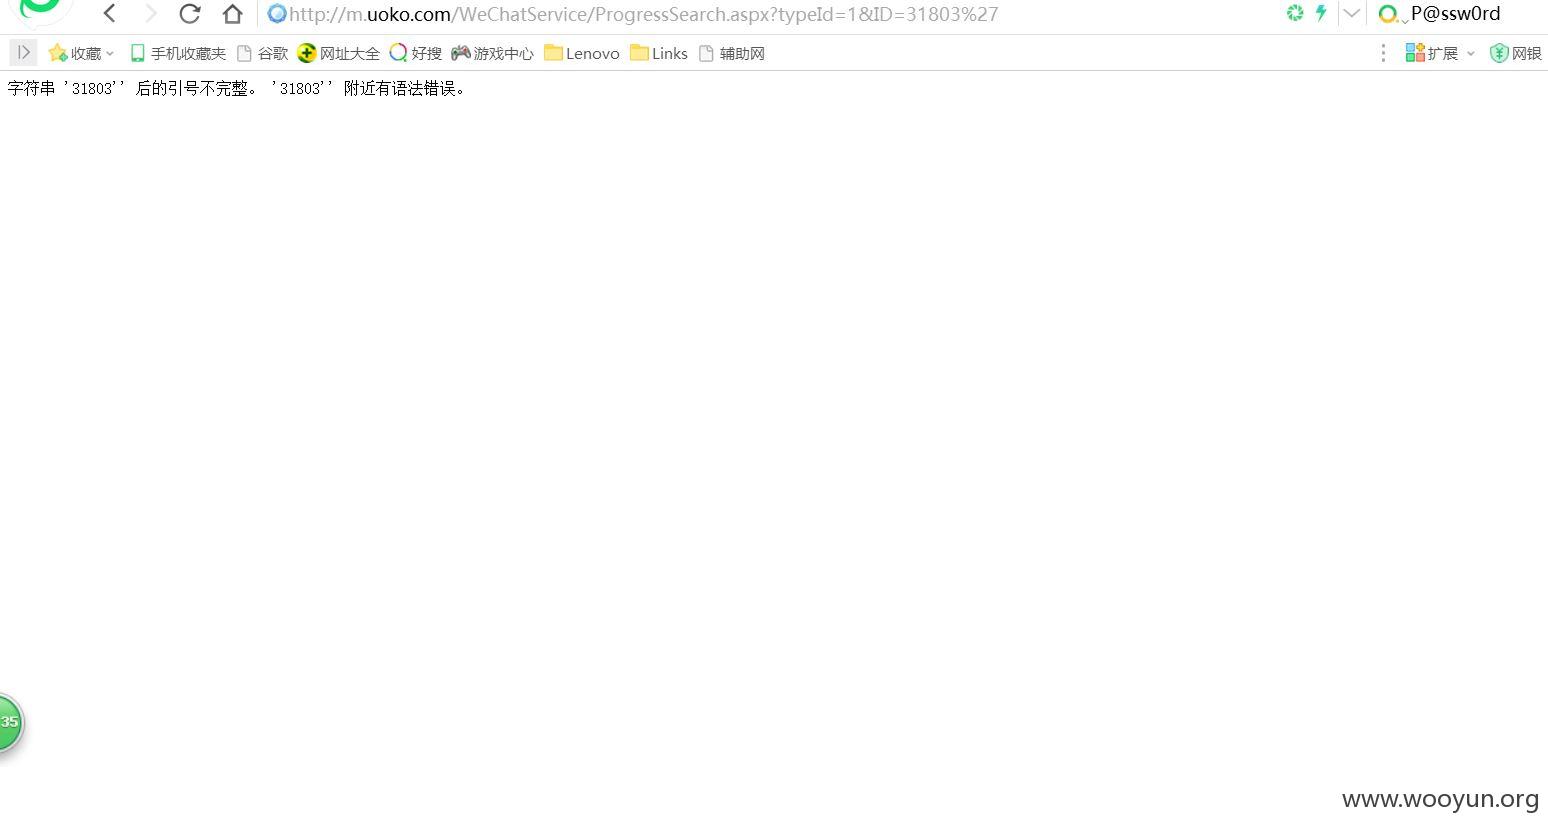 http://m.uoko.com/WeChatService/ProgressSearch.aspx?typeId=1&ID=31803%27 P@ssw0rd
收藏 手机收藏夹 谷歌 网址大全 好搜 游戏中心 Lenovo Links 辅助网 扩展 网银
字符串 '31803'' 后的引号不完整。 '31803'' 附近有语法错误。
35
www.wooyun.org